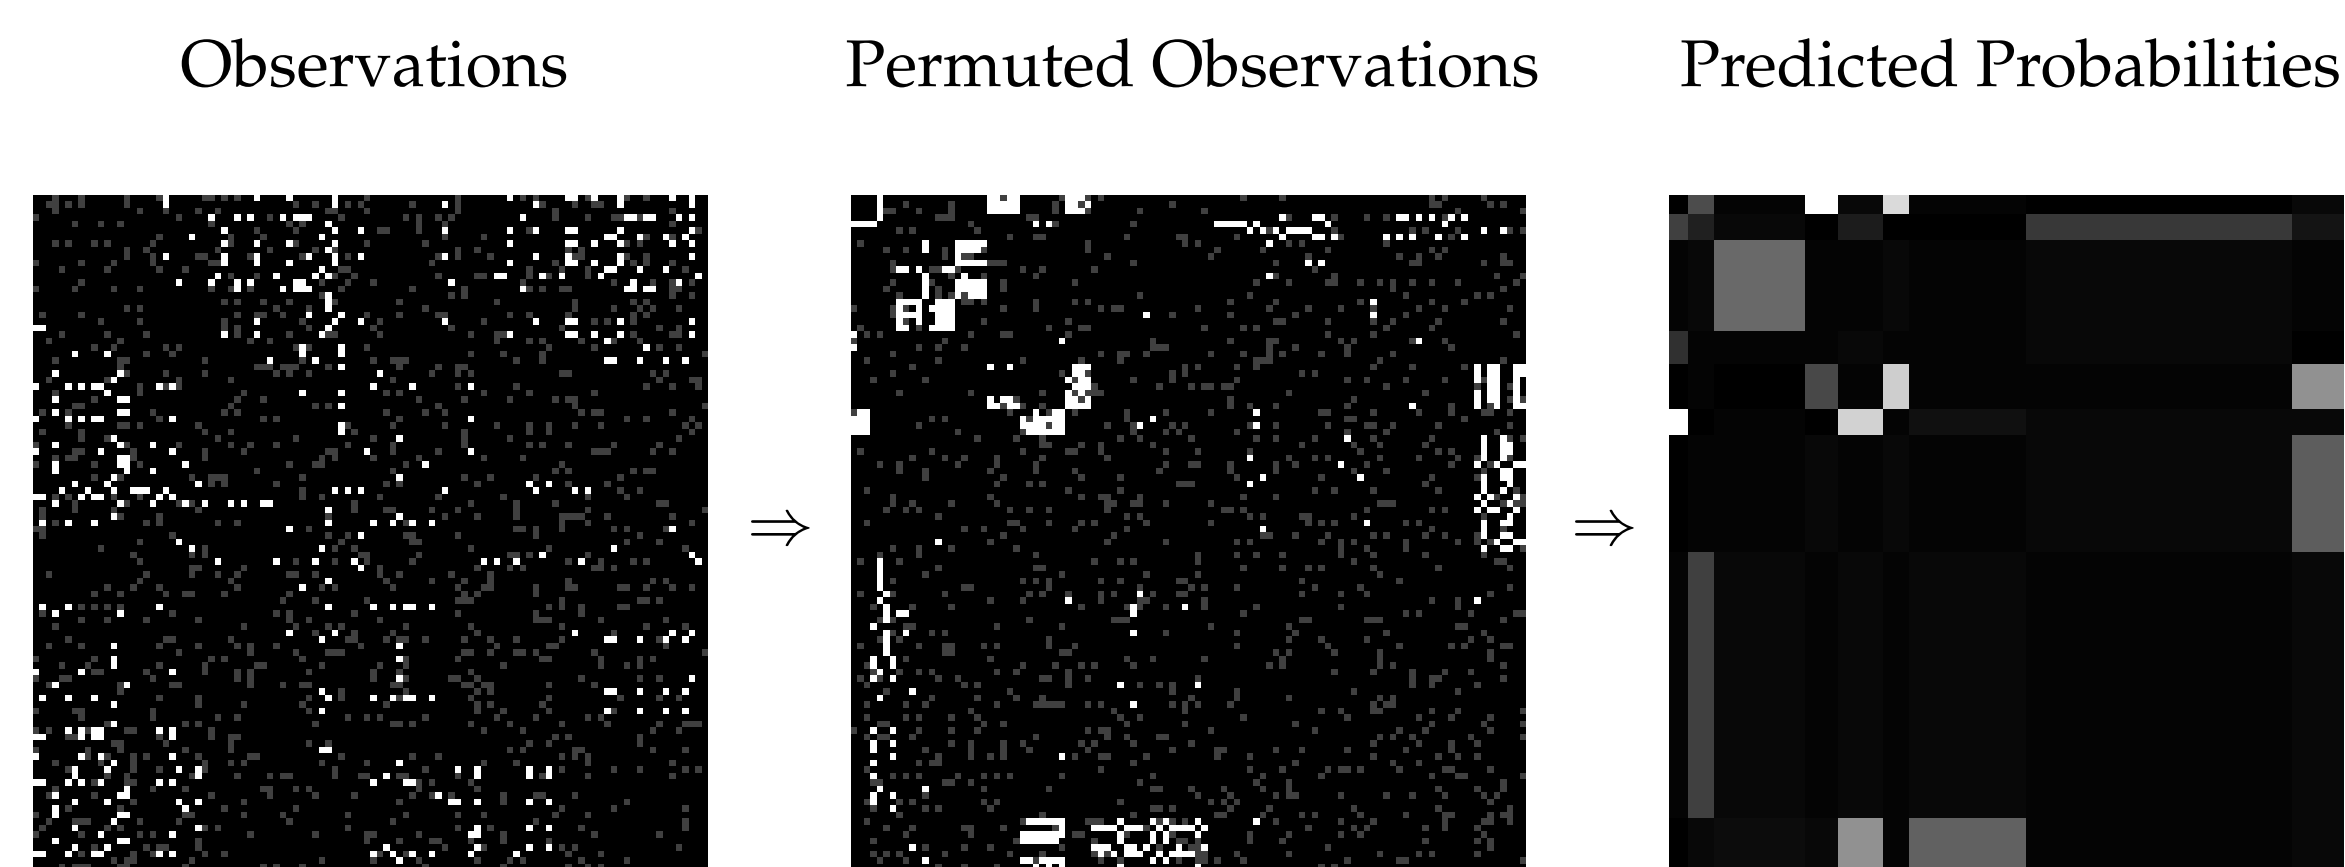 Observations Permuted Observations Predicted Probabilities
⇒ ⇒